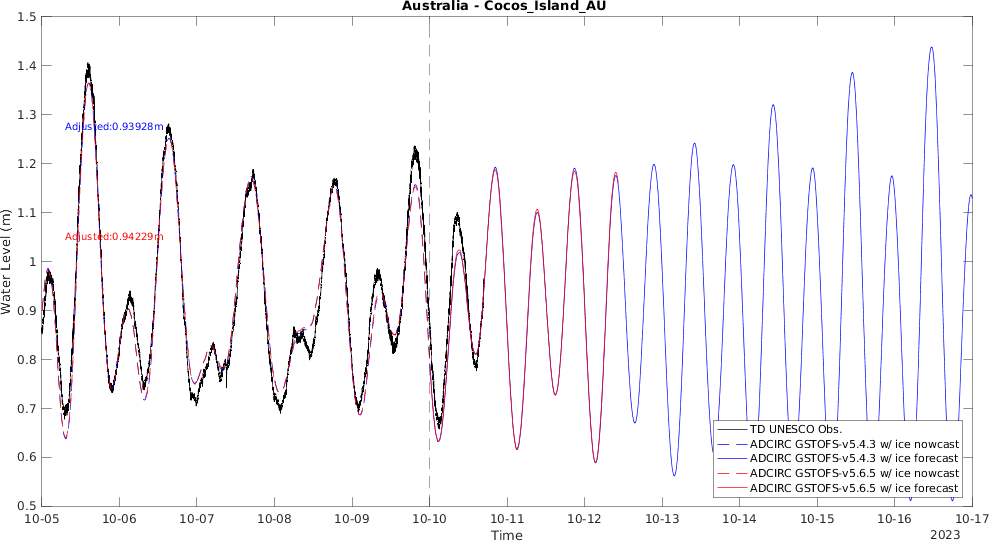 Australia - Cocos_Island_AU
1.5
1.4
1.3
1.2
1.1
1
0.9
0.8
0.7
0.6
0.5
Water Level (m)
Adjusted:0.93928m
Adjusted:0.94229m
TD UNESCO Obs.
ADCIRC GSTOFS-v5.4.3 w/ ice nowcast
ADCIRC GSTOFS-v5.4.3 w/ ice forecast
ADCIRC GSTOFS-v5.6.5 w/ ice nowcast
ADCIRC GSTOFS-v5.6.5 w/ ice forecast
10-05 10-06 10-07 10-08 10-09 10-10 10-11 10-12 10-13 10-14 10-15 10-16 10-17
Time
2023